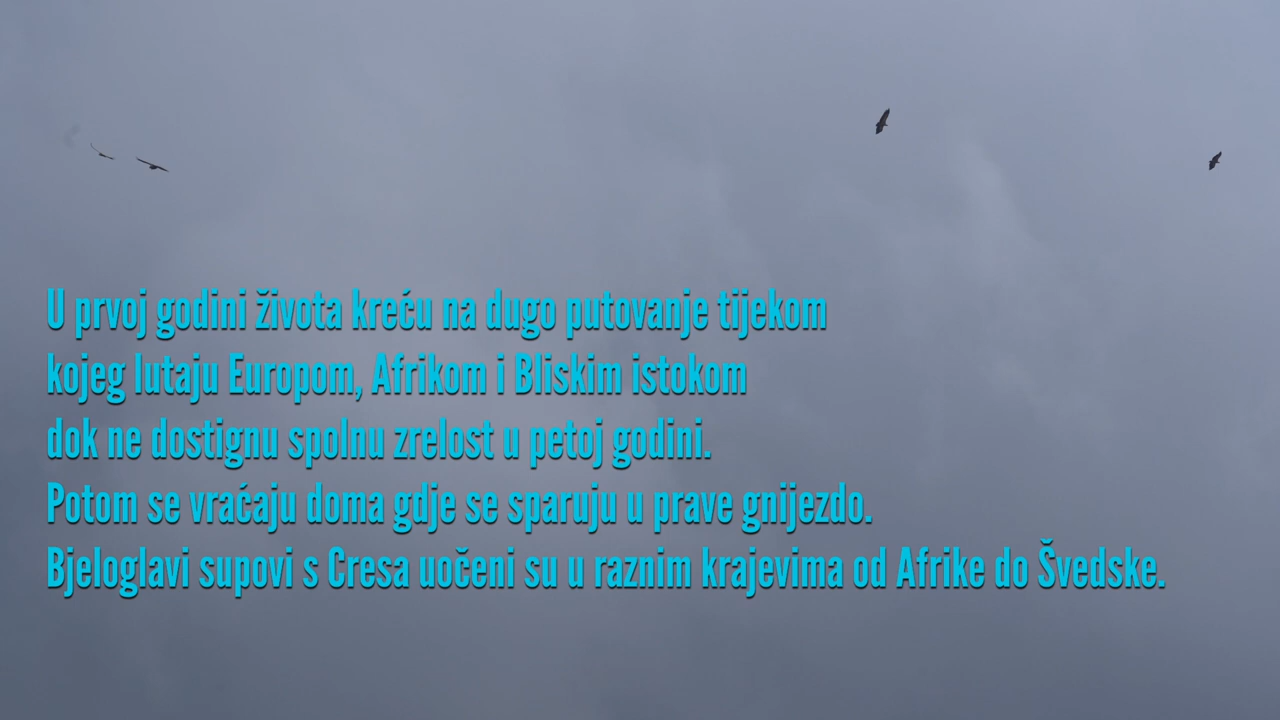 U prvoj godini života kreću na dugo putovanje tijekom
kojeg lutaju Europom, Afrikom i Bliskim istokom
dok ne dostignu spolnu zrelost u petoj godini.
Potom se vraćaju doma gdje se sparuju u prave gnijezdo.
Bjeloglavi supovi s Cresa uočeni su u raznim krajevima od Afrike do Švedske.